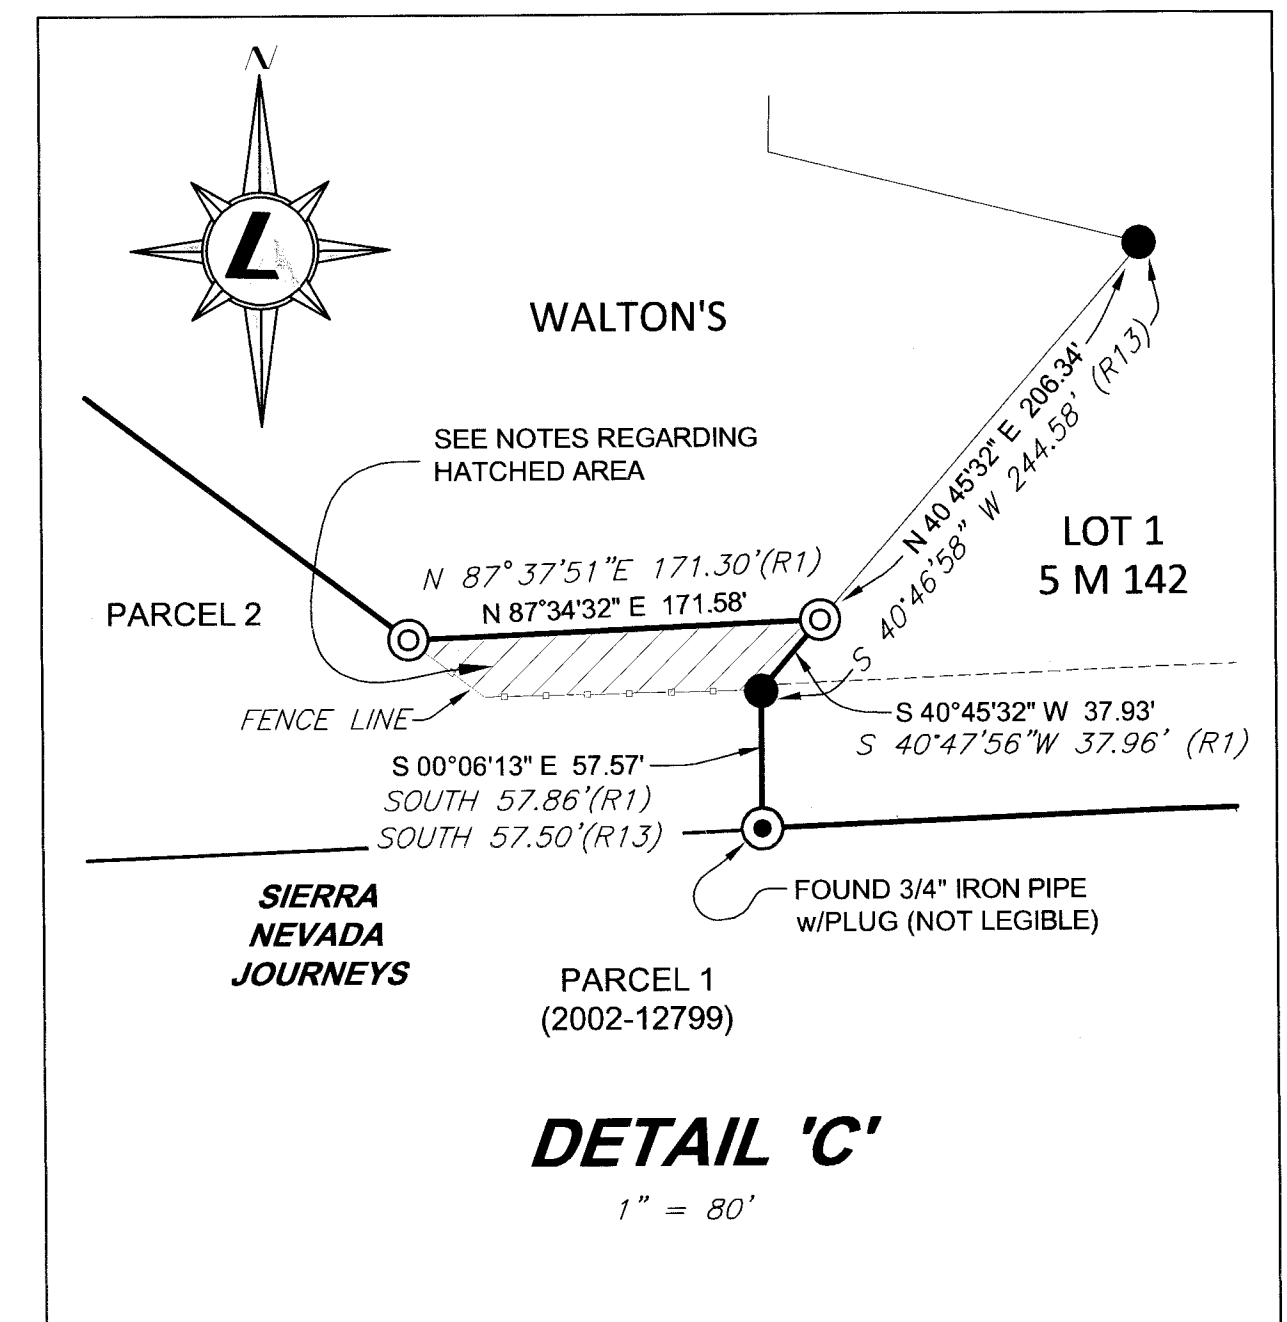 N
L
WALTON'S
SEE NOTES REGARDING
HATCHED AREA
N 40 45'32" E 206.34'
S 40°46'58" W 244.58' (R13)
LOT 1
5 M 142
N 87°37'51"E 171.30'(R1)
N 87°34'32" E 171.58'
PARCEL 2
FENCE LINE
S 40°45'32" W 37.93'
S 40°47'56"W 37.96' (R1)
S 00°06'13" E 57.57'
SOUTH 57.86'(R1)
SOUTH 57.50'(R13)
FOUND 3/4" IRON PIPE
w/PLUG (NOT LEGIBLE)
SIERRA
NEVADA
JOURNEYS
PARCEL 1
(2002-12799)
DETAIL 'C'
1" = 80'